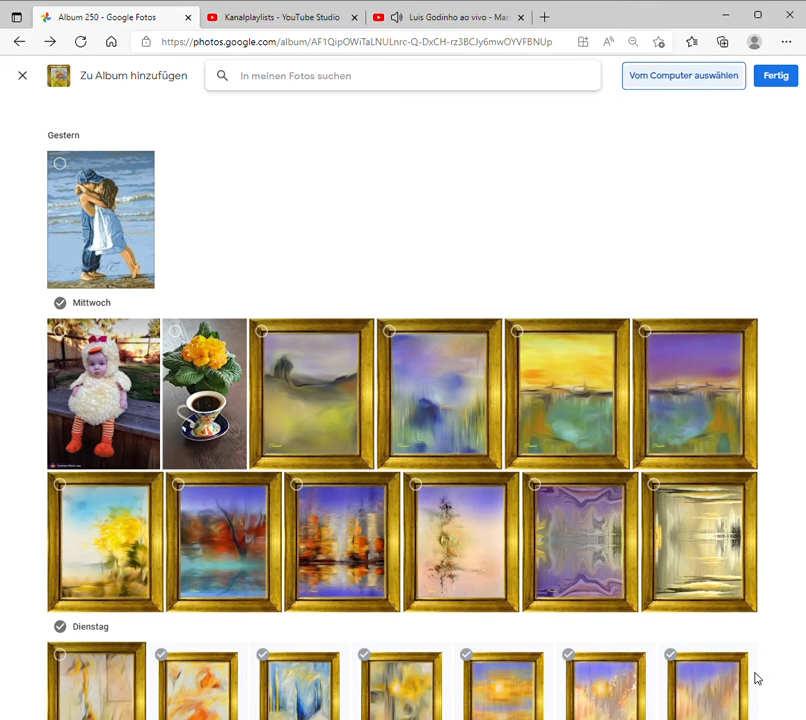 Album 250 - Google Fotos
Kanalplaylists - YouTube Studio
Luis Godinho ao vivo - Mar
https://photos.google.com/album/AF1QipOWiTaLNULnrc-Q-DxCH-rz3BCJy6mwOYVFBNUp
Zu Album hinzufügen
In meinen Fotos suchen
Vom Computer auswählen
Fertig
Gestern
Mittwoch
Dienstag